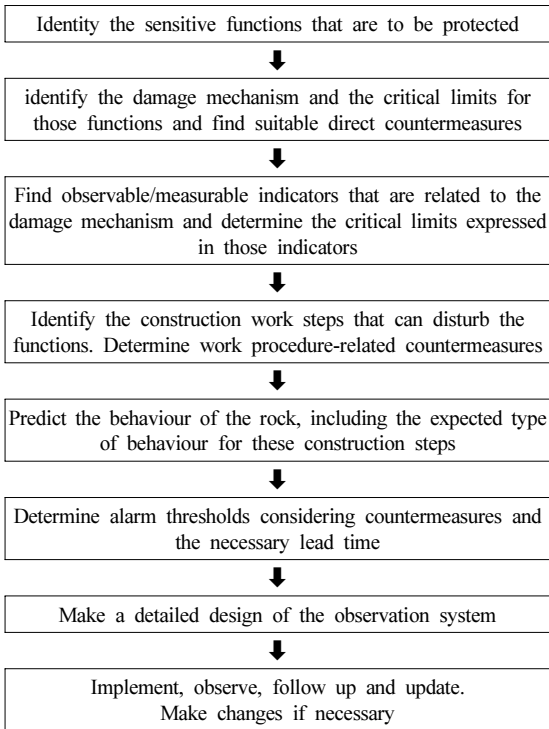 Identity the sensitive functions that are to be protected
identify the damage mechanism and the critical limits for
those functions and find suitable direct countermeasures
Find observable/measurable indicators that are related to the
damage mechanism and determine the critical limits expressed
in those indicators
Identify the construction work steps that can disturb the
functions. Determine work procedure-related countermeasures
Predict the behaviour of the rock, including the expected type
of behaviour for these construction steps
Determine alarm thresholds considering countermeasures and
the necessary lead time
Make a detailed design of the observation system
Implement, observe, follow up and update.
Make changes if necessary